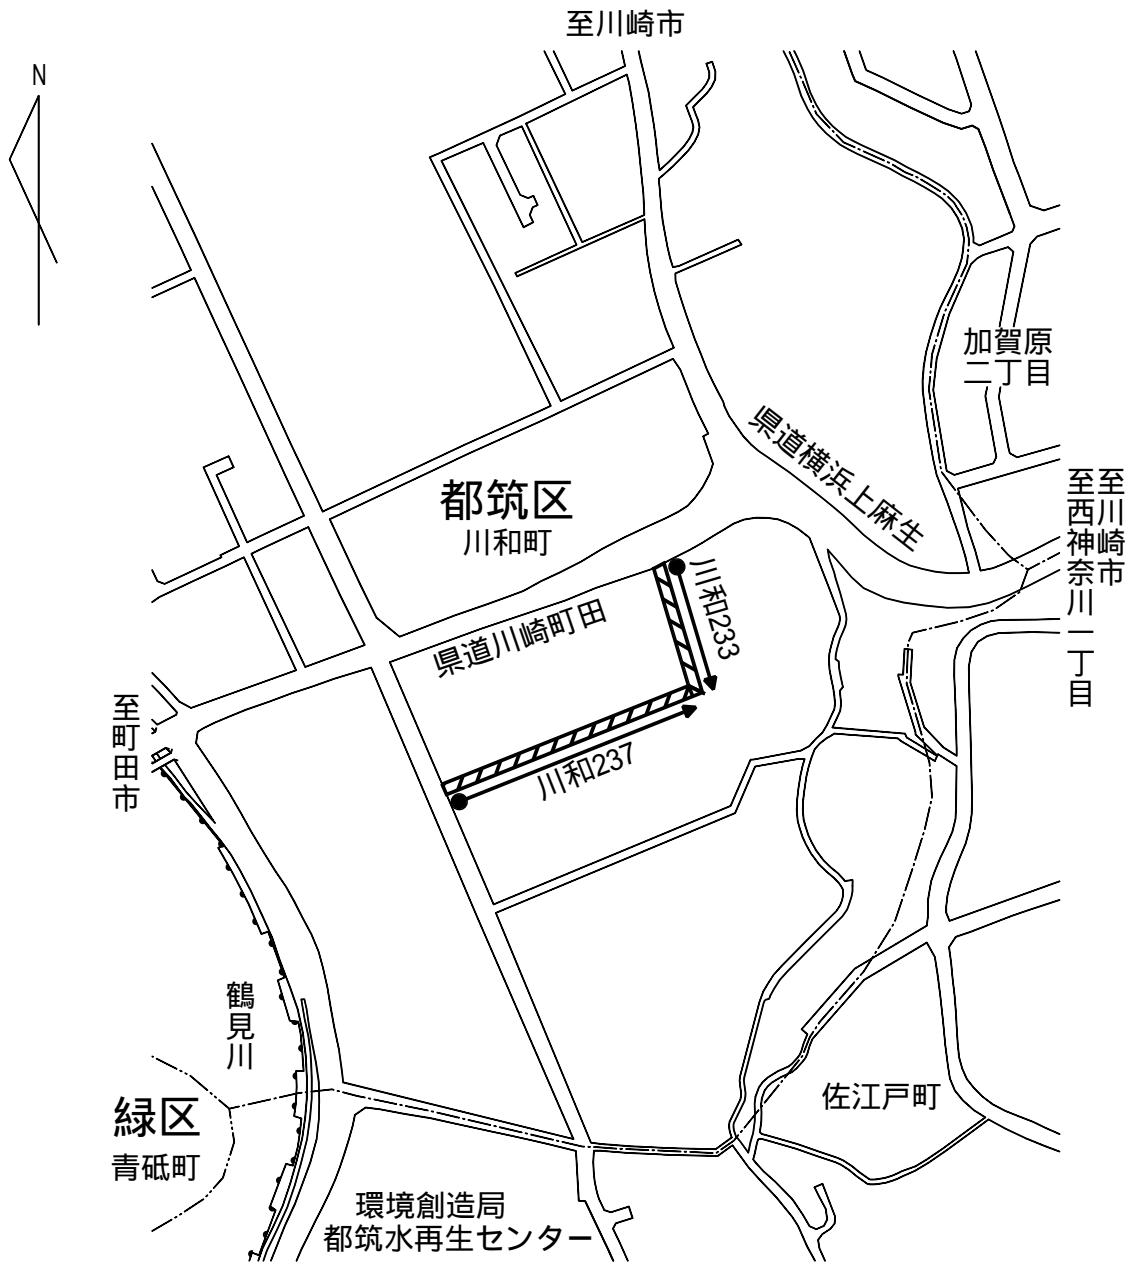 至川崎市
N
加賀原
二丁目
県道横浜上麻生
都筑区
川和町
至川崎市
至西神奈川一丁目
川和233
県道川崎町田
至町田市
川和237
鶴見川
緑区
青砥町
佐江戸町
環境創造局
都筑水再生センター